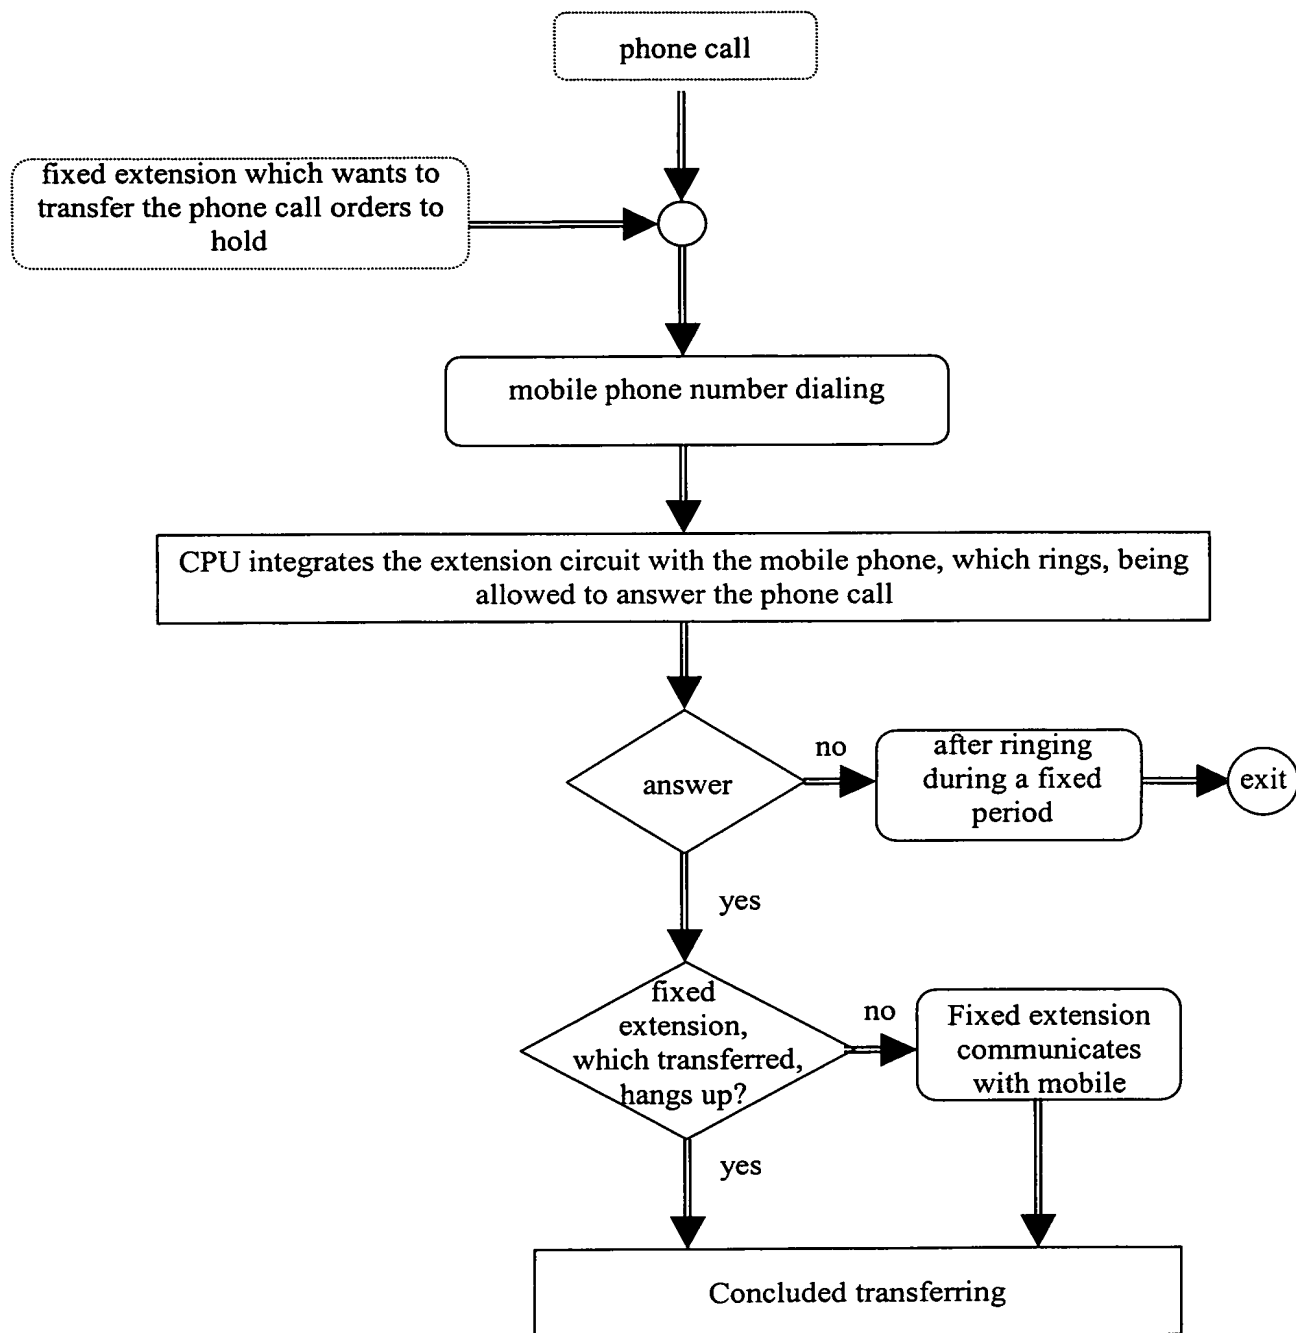 phone call
fixed extension which wants to
transfer the phone call orders to
hold
mobile phone number dialing
CPU integrates the extension circuit with the mobile phone, which rings, being
allowed to answer the phone call
answer
no
after ringing
during a fixed
period
exit
yes
fixed
extension,
which transferred,
hangs up?
no
Fixed extension
communicates
with mobile
yes
Concluded transferring